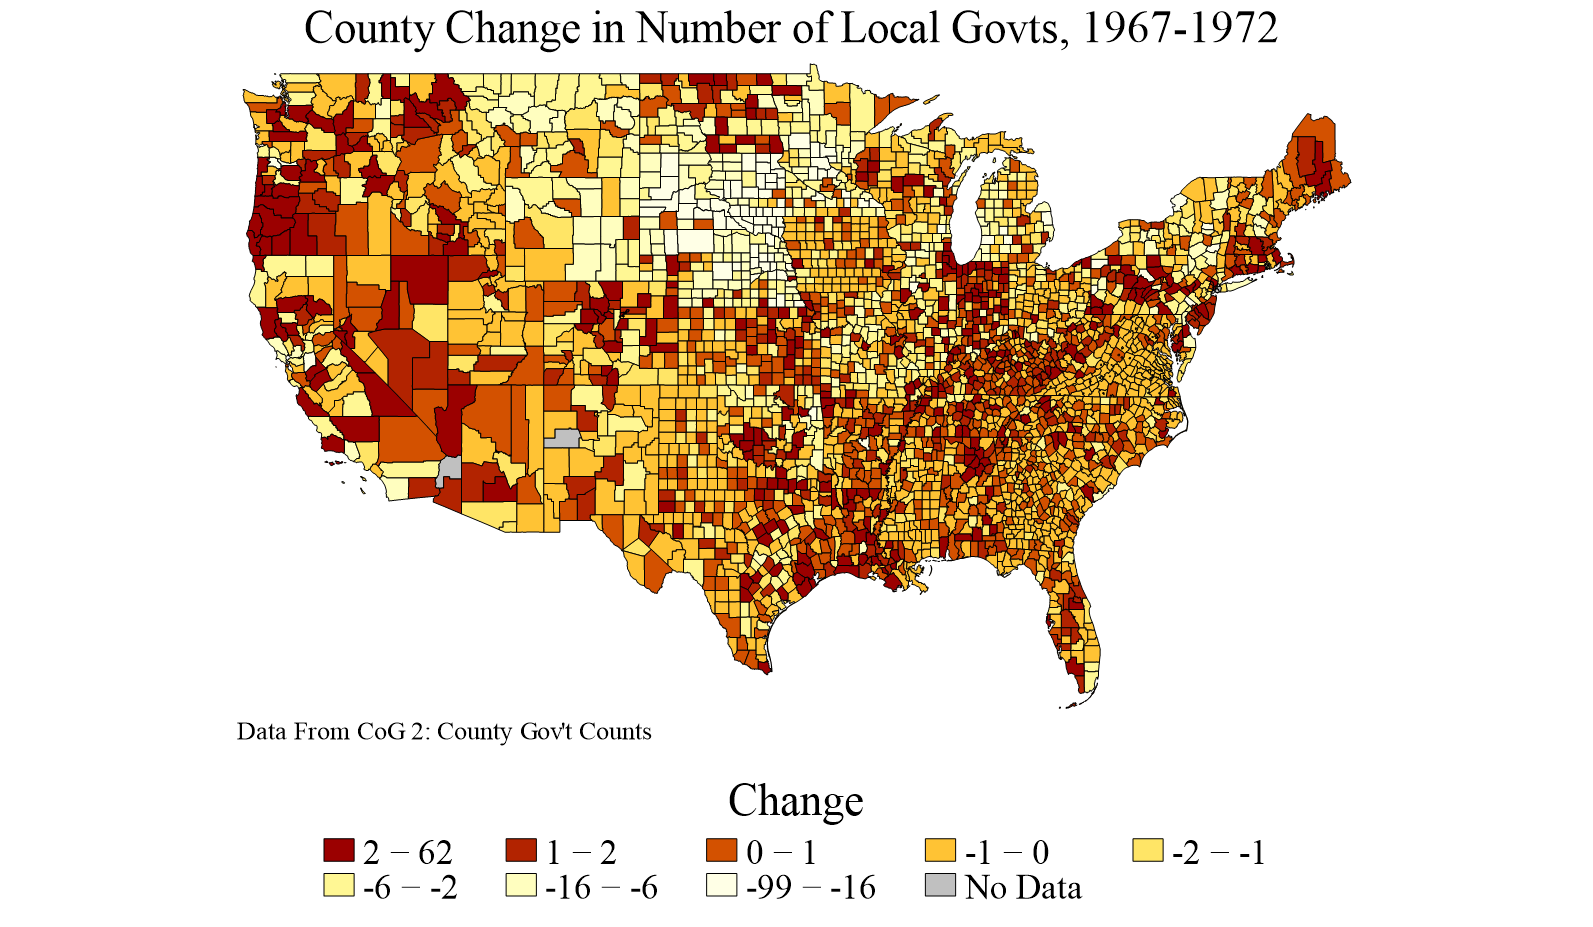 County Change in Number of Local Govts, 1967-1972
Data From CoG 2: County Gov't Counts
Change
2 − 62 1 − 2 0 − 1 -1 − 0 -2 − -1
-6 − -2 -16 − -6 -99 − -16 No Data